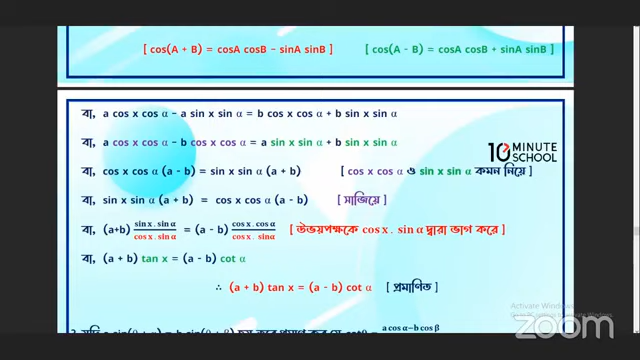 [ cos(A + B) = cosA cosB − sinA sinB ] [ cos(A - B) = cosA cosB + sinA sinB ]
বা, a cos x cos α − a sin x sin α = b cos x cos α + b sin x sin α
বা, a cos x cos α − b cos x cos α = a sin x sin α + b sin x sin α
10 MINUTE SCHOOL
বা, cos x cos α (a - b) = sin x sin α (a + b) [ cos x cos α ও sin x sin α কমন নিয়ে ]
বা, sin x sin α (a + b) = cos x cos α (a - b) [ সাজিয়ে ]
বা, (a+b) sin x . sin α / cos x . sin α = (a - b) cos x . cos α / cos x . sinα [ উভয়পক্ষকে cos x . sin α দ্বারা ভাগ করে ]
বা, (a + b) tan x = (a - b) cot α
∴ (a + b) tan x = (a - b) cot α [ প্রমাণিত ]
Activate Windows
zoom